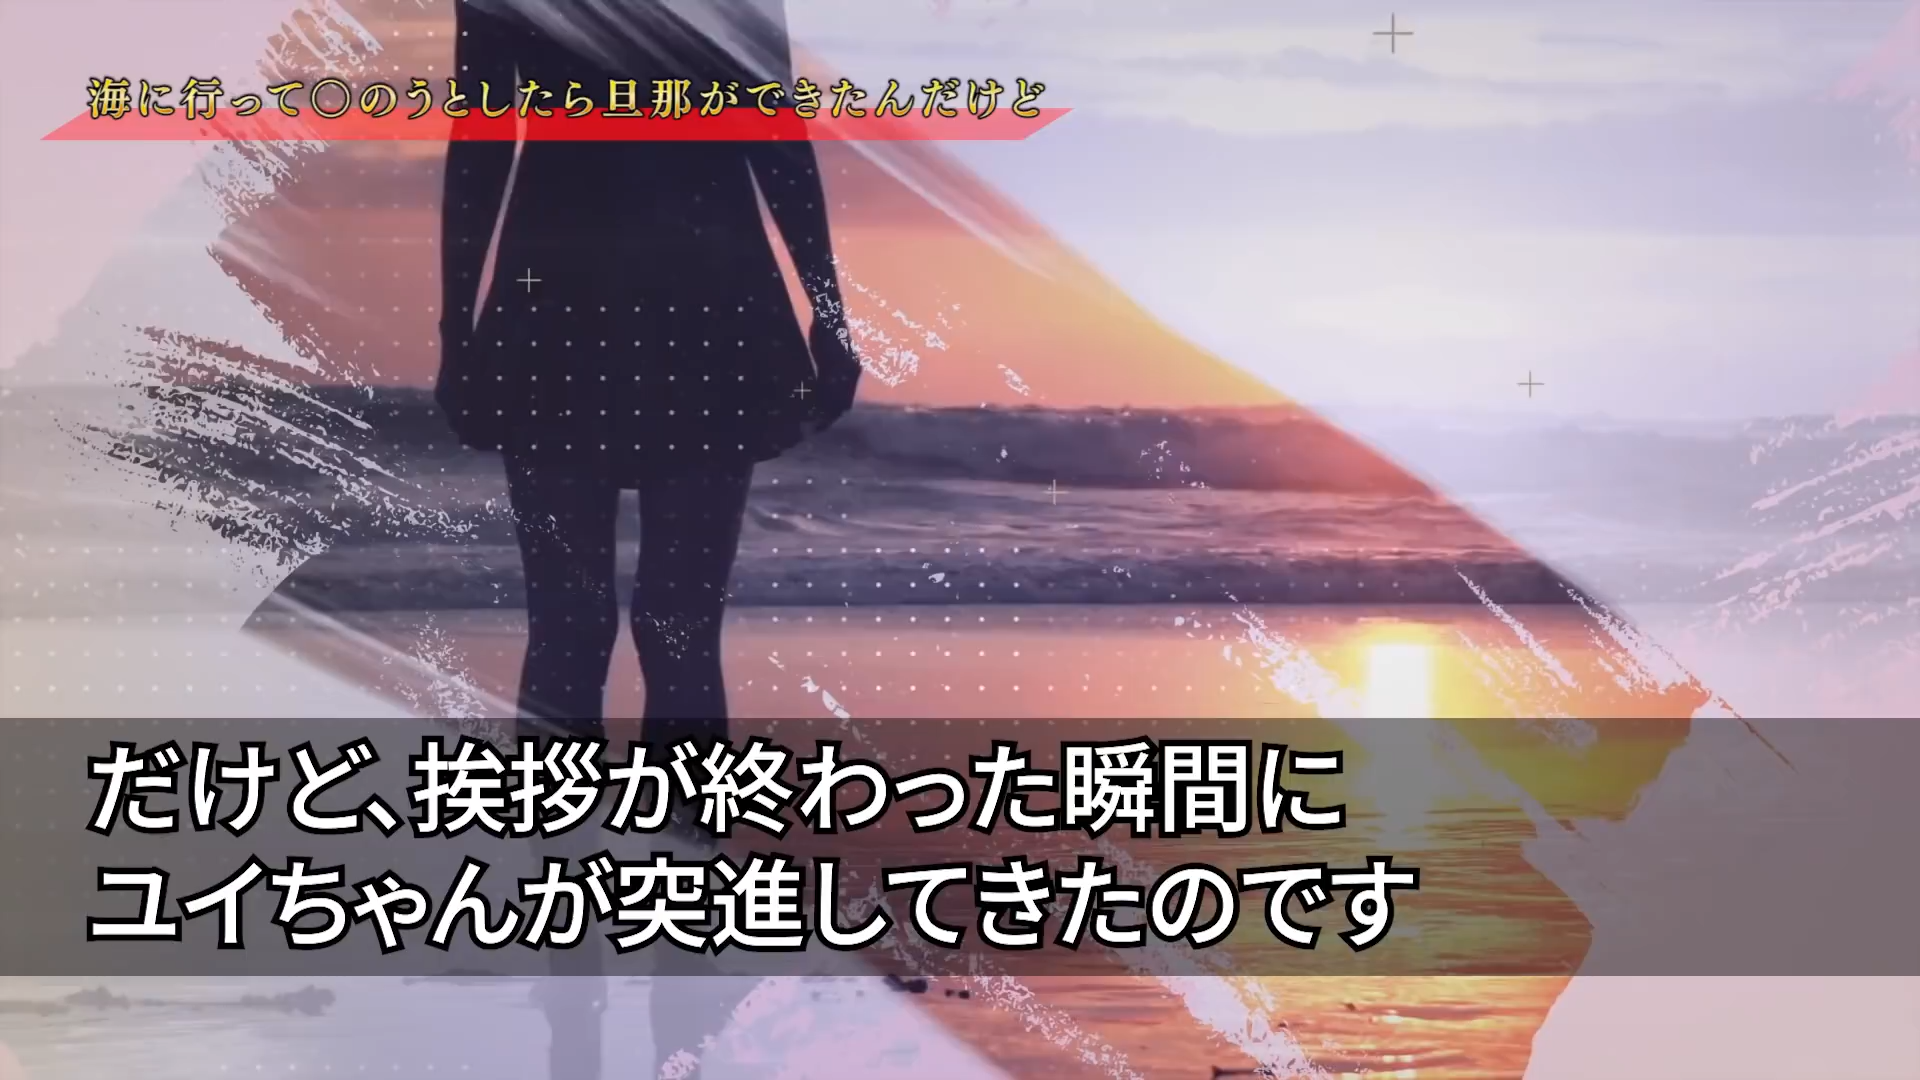 海に行って〇のうとしたら旦那ができたんだけど
だけど、挨拶が終わった瞬間に
ユイちゃんが突進してきたのです